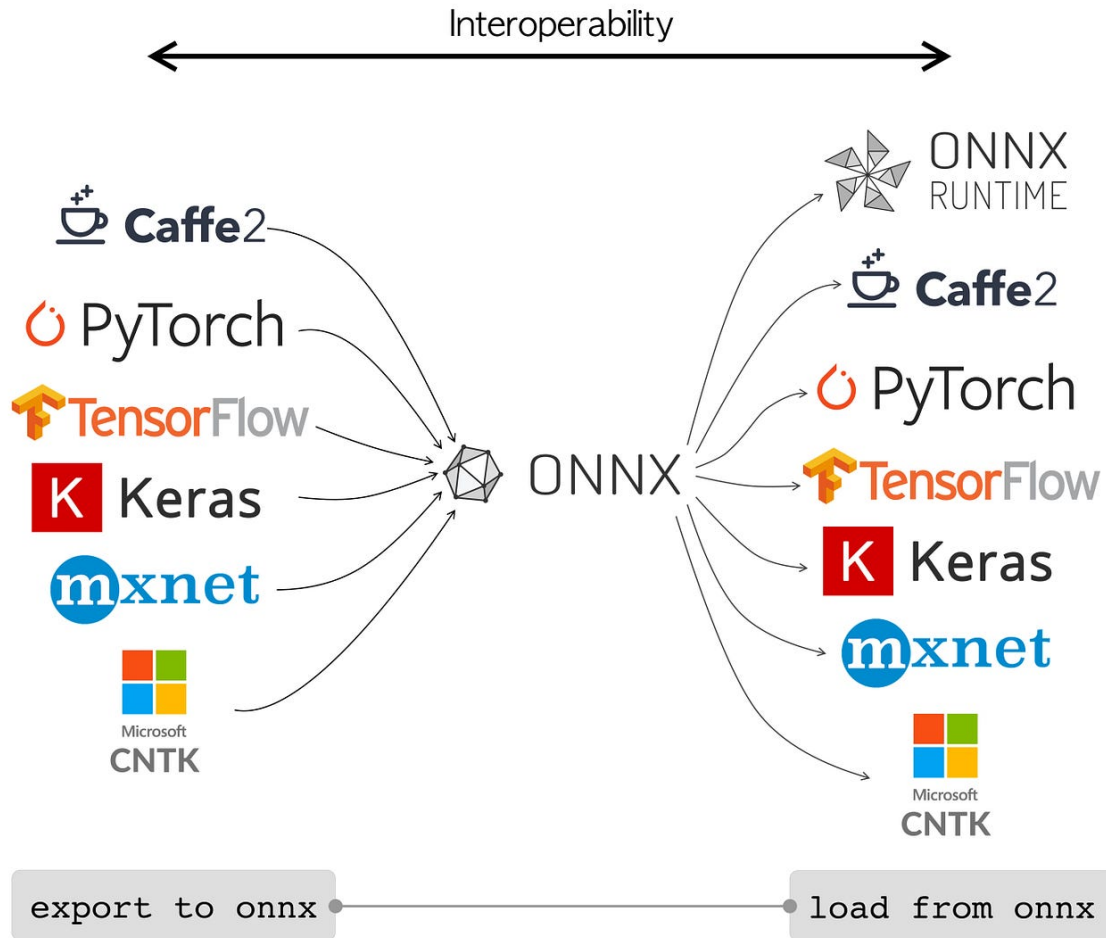 Interoperability
Caffe2
PyTorch
TensorFlow
K Keras
mxnet
Microsoft
CNTK
ONNX
ONNX
RUNTIME
Caffe2
PyTorch
TensorFlow
K Keras
mxnet
Microsoft
CNTK
export to onnx
load from onnx